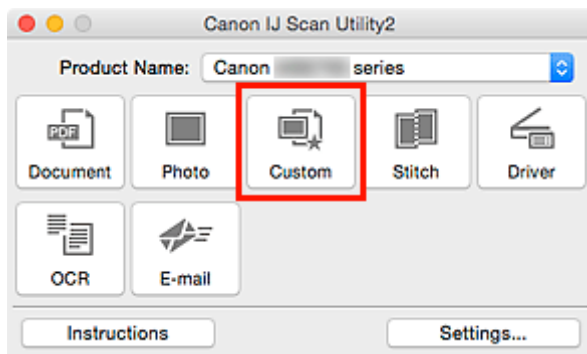 Canon IJ Scan Utility2
Product Name: Canon series
PDF
Document Photo Custom Stitch Driver
OCR E-mail
Instructions Settings...